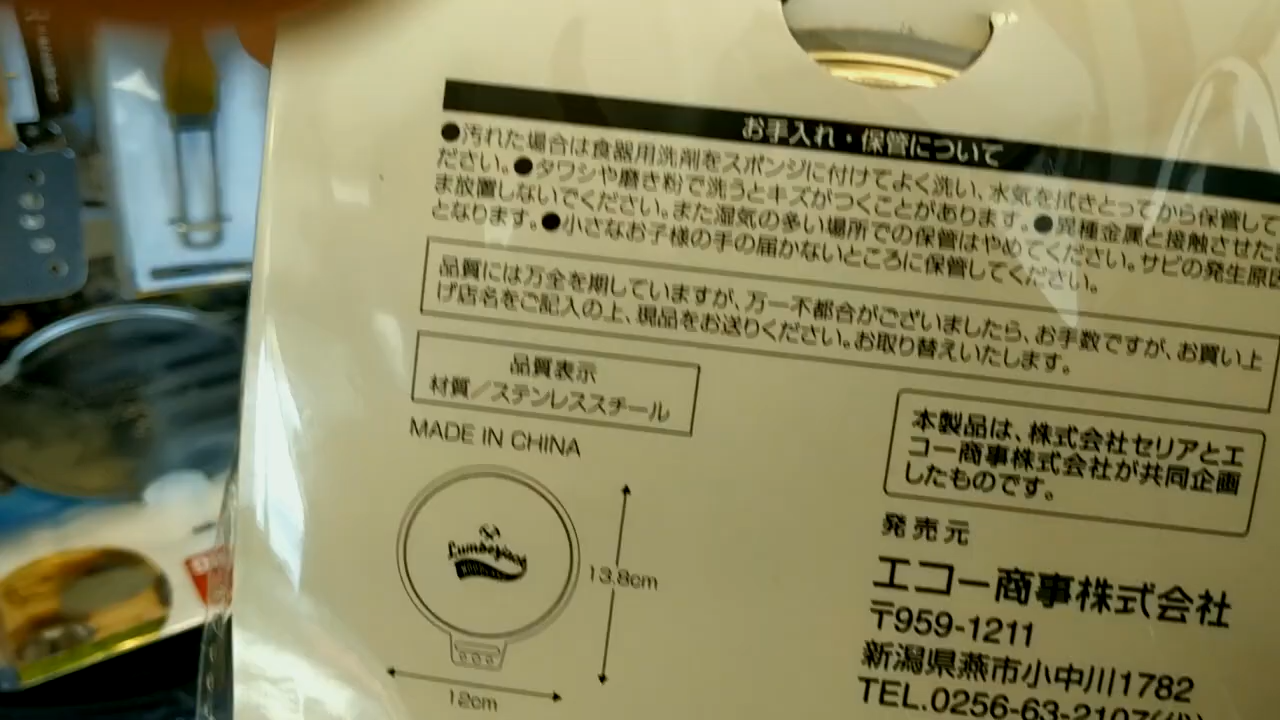 お手入れ・保管について
●汚れた場合は食器用洗剤をスポンジに付けてよく洗い、水気を拭きとってから保管して
ださい。●タワシや磨き粉で洗うとキズがつくことがあります。●異種金属と接触させた
ま放置しないでください。また湿気の多い場所での保管はやめてください。サビの発生原因
となります。●小さなお子様の手の届かないところに保管してください。
品質には万全を期していますが、万一不都合がございましたら、お手数ですが、お買い上
げ店名をご記入の上、現品をお送りください。お取り替えいたします。
品質表示
材質／ステンレススチール
MADE IN CHINA
本製品は、株式会社セリアとエ
コー商事株式会社が共同企画
したものです。
13.8cm
12cm
発売元
エコー商事株式会社
〒959-1211
新潟県燕市小中川1782
TEL.0256-63-2107(代)